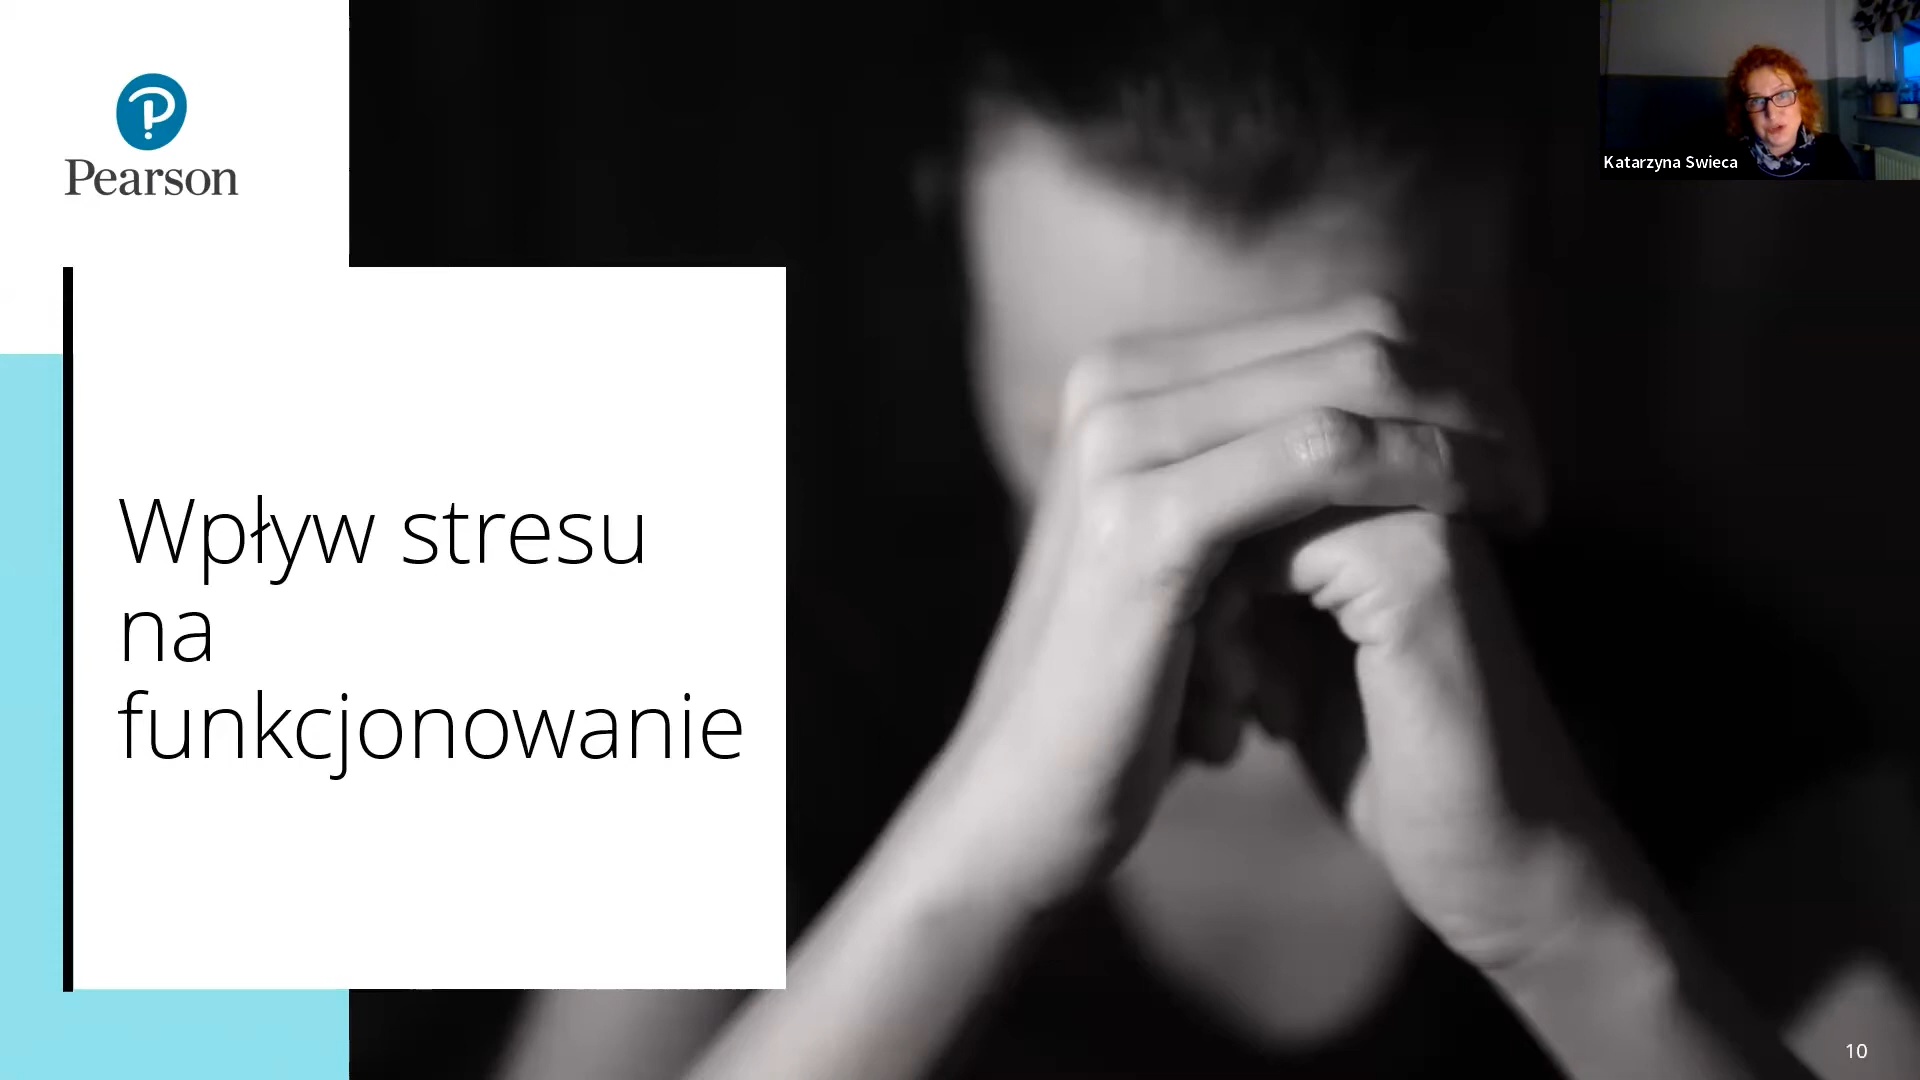 Pearson
Katarzyna Swieca
Wpływ stresu
na
funkcjonowanie
10